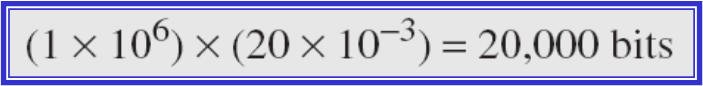 (1 × 10⁶) × (20 × 10⁻³) = 20,000 bits